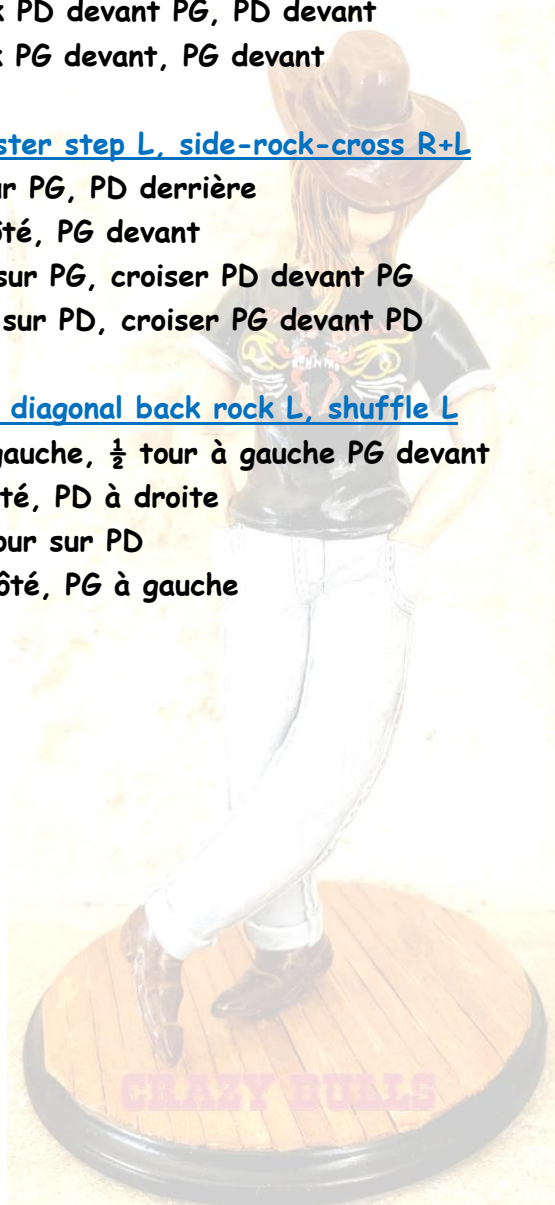 PD devant PG, PD devant
PG devant, PG devant
ster step L, side-rock-cross R+L
ur PG, PD derrière
ôté, PG devant
sur PG, croiser PD devant PG
sur PD, croiser PG devant PD
diagonal back rock L, shuffle L
gauche, ½ tour à gauche PG devant
té, PD à droite
our sur PD
ôté, PG à gauche
CRAZY BULLS